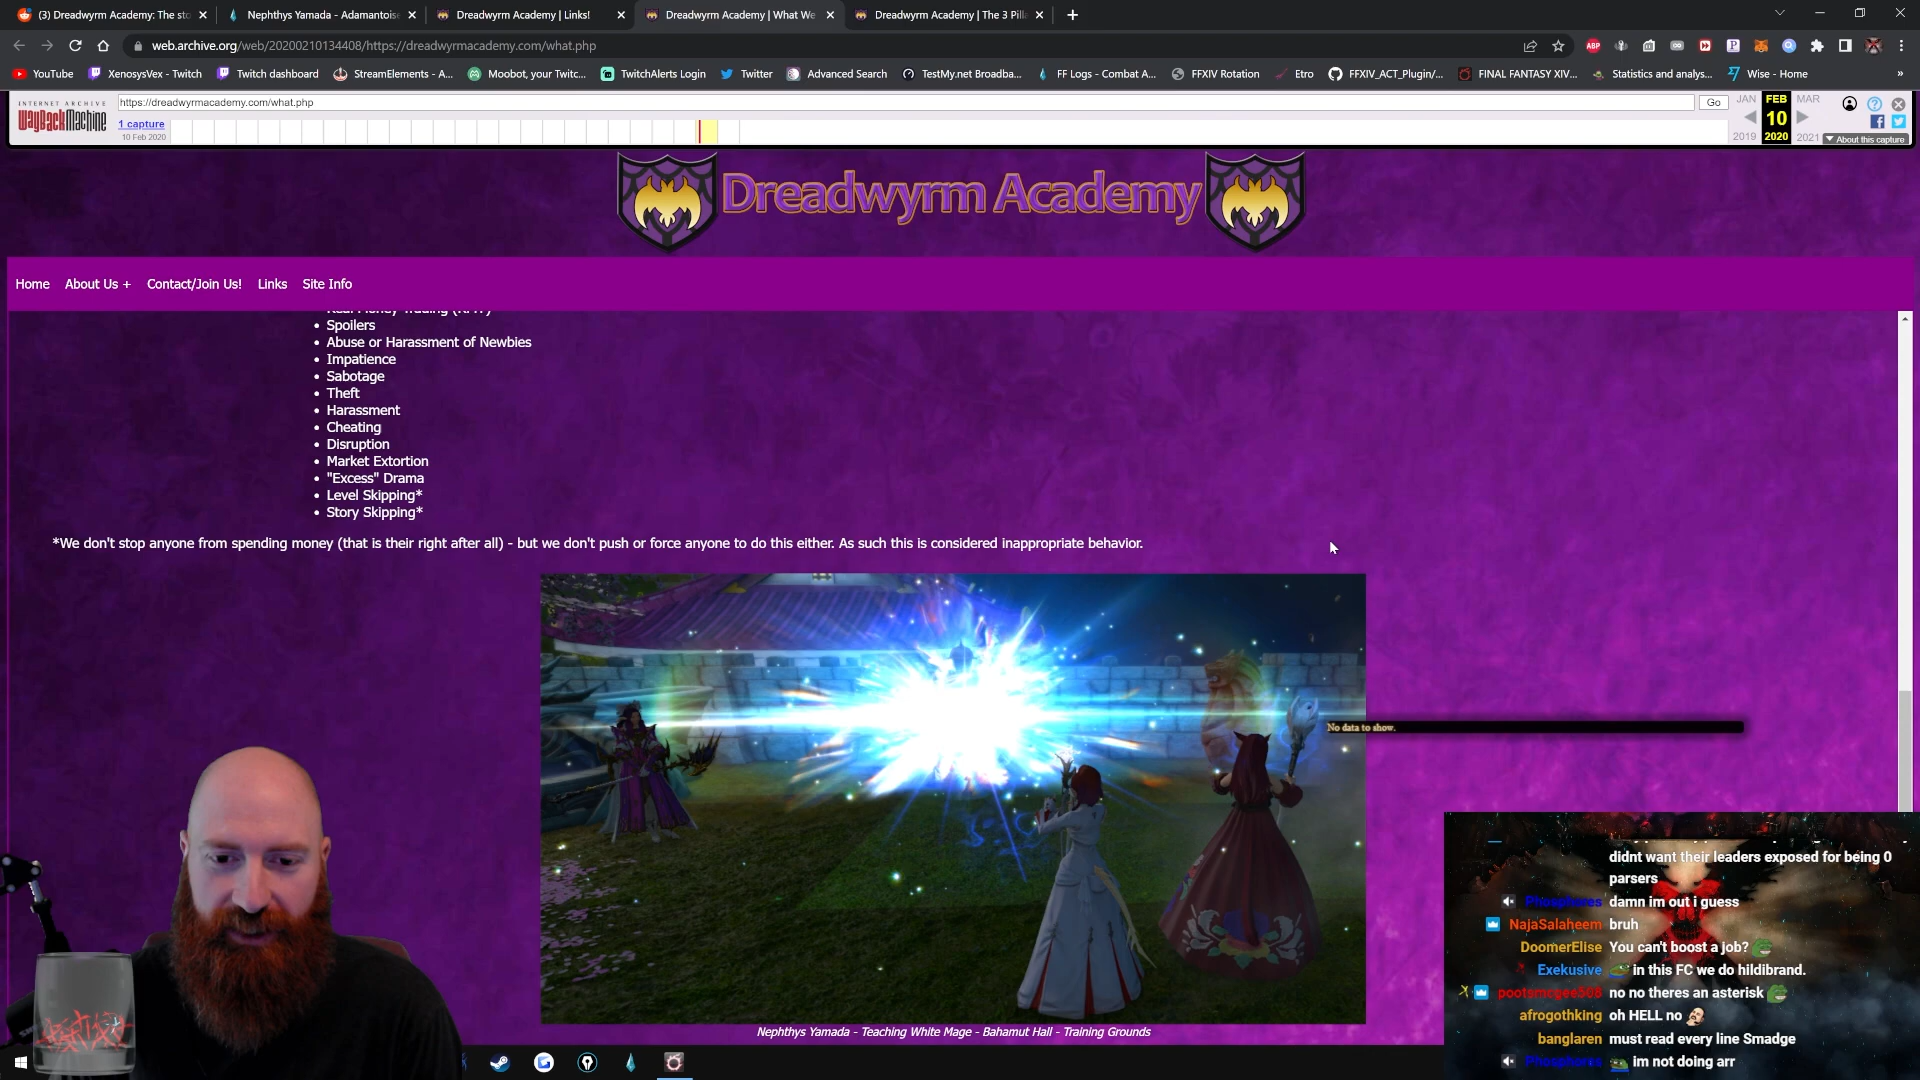 (3) Dreadwyrm Academy: The sto
Nephthys Yamada - Adamantoise
Dreadwyrm Academy | Links!
Dreadwyrm Academy | What We
Dreadwyrm Academy | The 3 Pilla
web.archive.org/web/20200210134408/https://dreadwyrmacademy.com/what.php
YouTube
XenosysVex - Twitch
Twitch dashboard
StreamElements - A...
Moobot, your Twitc...
TwitchAlerts Login
Twitter
Advanced Search
TestMy.net Broadba...
FF Logs - Combat A...
FFXIV Rotation
Etro
FFXIV_ACT_Plugin/...
FINAL FANTASY XIV...
Statistics and analys...
Wise - Home
»
INTERNET ARCHIVE
WayBackMachine
https://dreadwyrmacademy.com/what.php
Go
JAN FEB MAR
1 capture
10
10 Feb 2020
2019 2020 2021
About this capture
Dreadwyrm Academy
Home
About Us +
Contact/Join Us!
Links
Site Info
• Spoilers
• Abuse or Harassment of Newbies
• Impatience
• Sabotage
• Theft
• Harassment
• Cheating
• Disruption
• Market Extortion
• "Excess" Drama
• Level Skipping*
• Story Skipping*
*We don't stop anyone from spending money (that is their right after all) - but we don't push or force anyone to do this either. As such this is considered inappropriate behavior.
No data to show.
Nephthys Yamada - Teaching White Mage - Bahamut Hall - Training Grounds
didnt want their leaders exposed for being 0
parsers
Phosphares damn im out i guess
NajaSalaheem bruh
DoomerElise You can't boost a job?
Exekusive in this FC we do hildibrand.
pootsmcgee508 no no theres an asterisk
afrogothking oh HELL no
banglaren must read every line Smadge
Phosphares im not doing arr